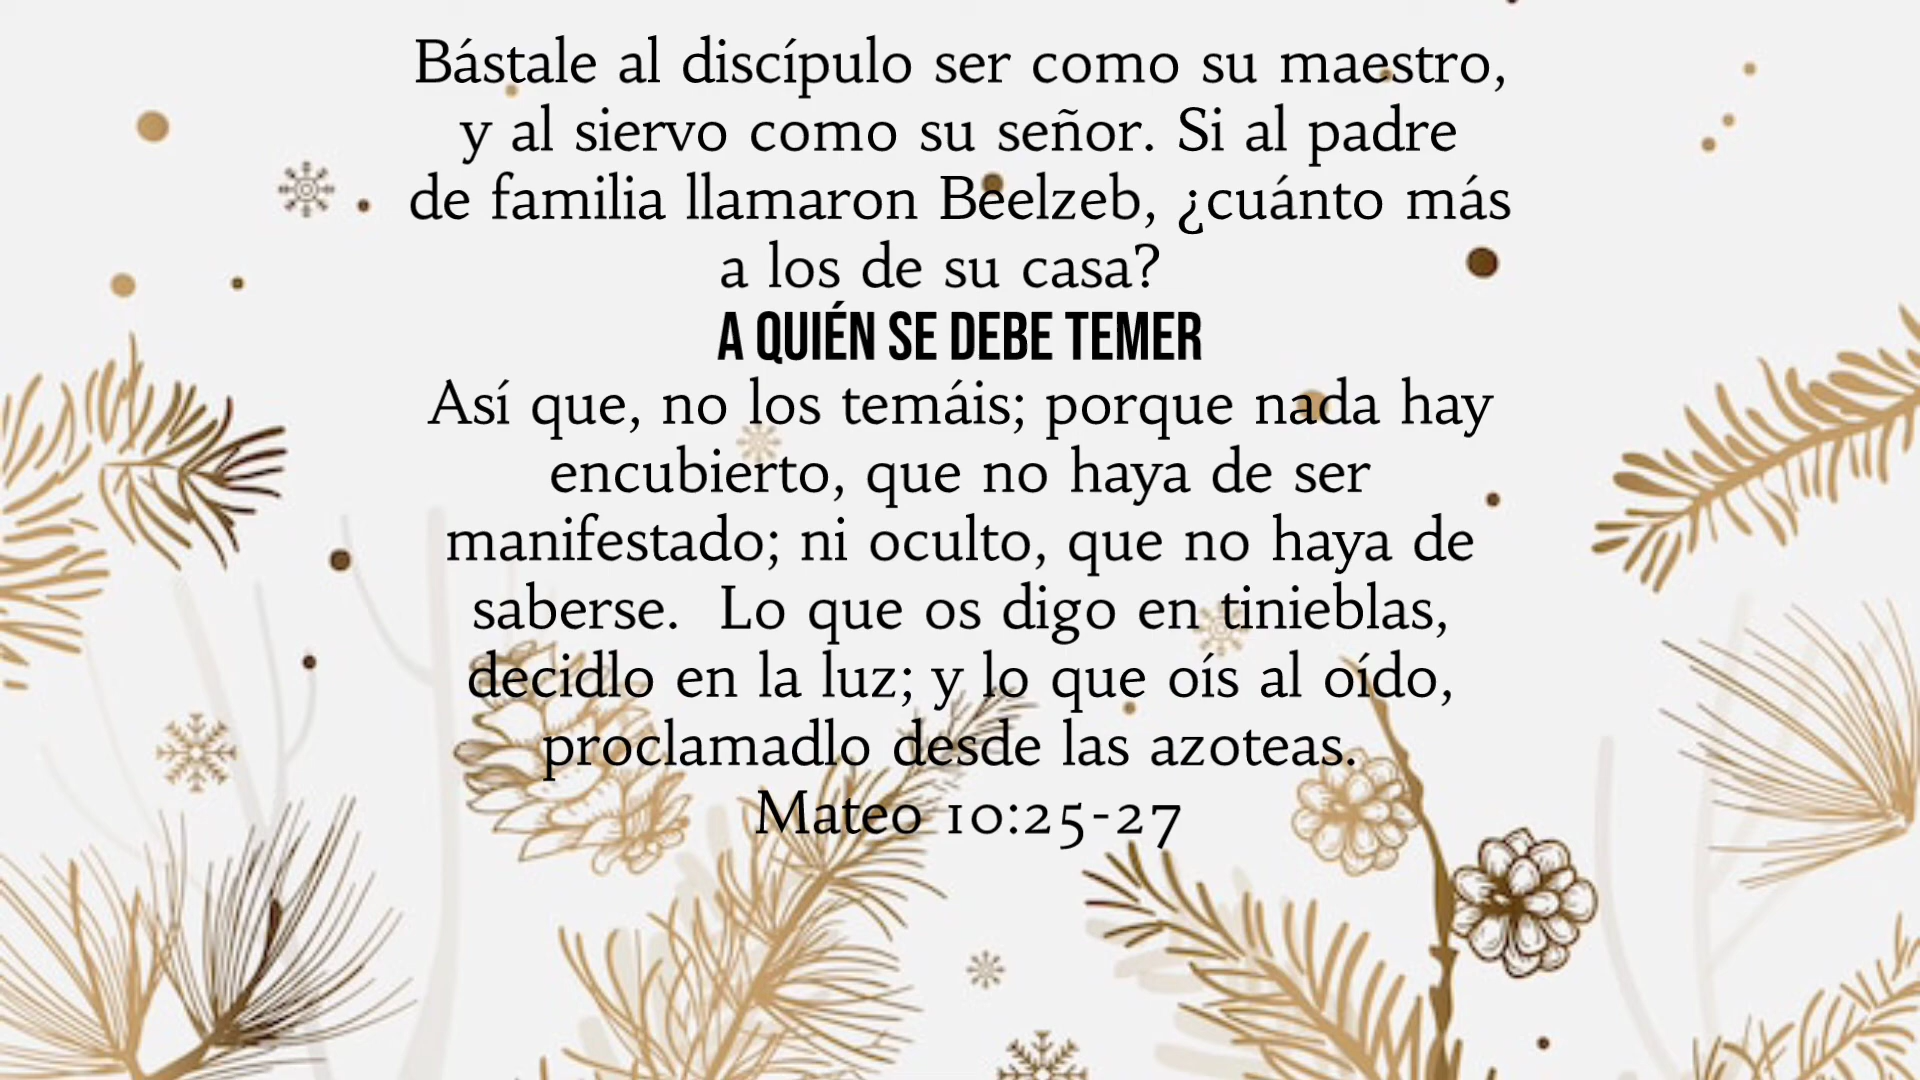 Bástale al discípulo ser como su maestro,
y al siervo como su señor. Si al padre
de familia llamaron Beelzeb, ¿cuánto más
a los de su casa?
A QUIÉN SE DEBE TEMER
Así que, no los temáis; porque nada hay
encubierto, que no haya de ser
manifestado; ni oculto, que no haya de
saberse.  Lo que os digo en tinieblas,
decidlo en la luz; y lo que oís al oído,
proclamadlo desde las azoteas.
Mateo 10:25-27